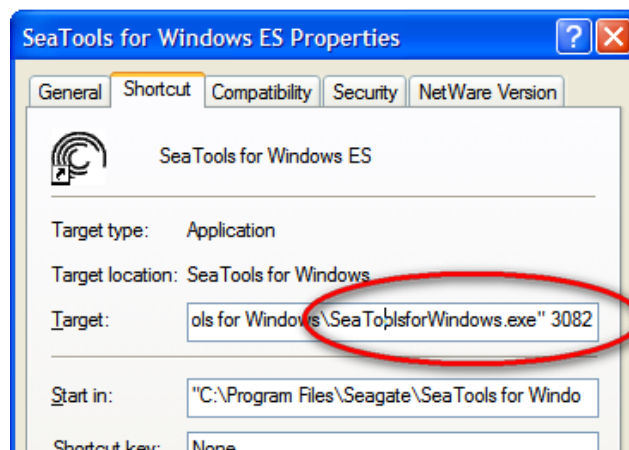 SeaTools for Windows ES Properties
General Shortcut Compatibility Security NetWare Version
SeaTools for Windows ES
Target type: Application
Target location: SeaTools for Windows
Target: ols for Windows\SeaToolsforWindows.exe" 3082
Start in: "C:\Program Files\Seagate\SeaTools for Windo
Shortcut key: None